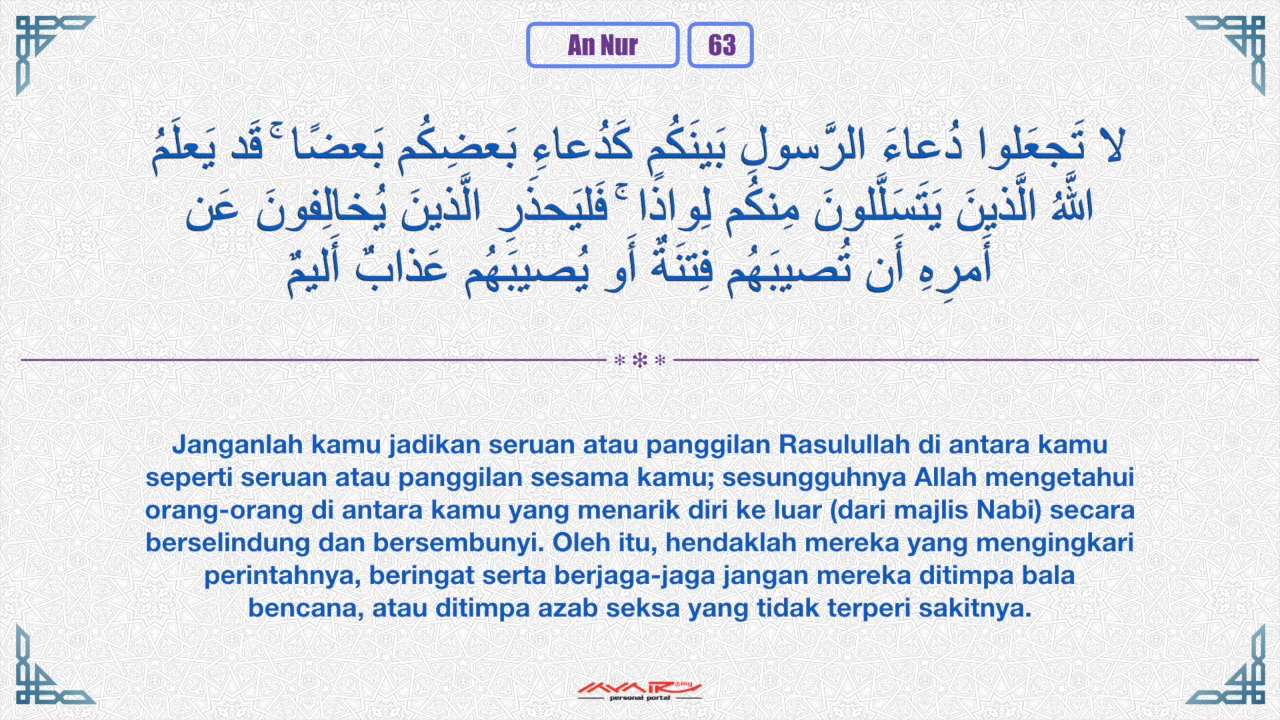 An Nur 63
لا تَجعَلوا دُعاءَ الرَّسولِ بَينَكُم كَدُعاءِ بَعضِكُم بَعضًا ۚ قَد يَعلَمُ
اللَّهُ الَّذينَ يَتَسَلَّلونَ مِنكُم لِواذًا ۚ فَليَحذَرِ الَّذينَ يُخالِفونَ عَن
أَمرِهِ أَن تُصيبَهُم فِتنَةٌ أَو يُصيبَهُم عَذابٌ أَليمٌ
Janganlah kamu jadikan seruan atau panggilan Rasulullah di antara kamu
seperti seruan atau panggilan sesama kamu; sesungguhnya Allah mengetahui
orang-orang di antara kamu yang menarik diri ke luar (dari majlis Nabi) secara
berselindung dan bersembunyi. Oleh itu, hendaklah mereka yang mengingkari
perintahnya, beringat serta berjaga-jaga jangan mereka ditimpa bala
bencana, atau ditimpa azab seksa yang tidak terperi sakitnya.
personal portal